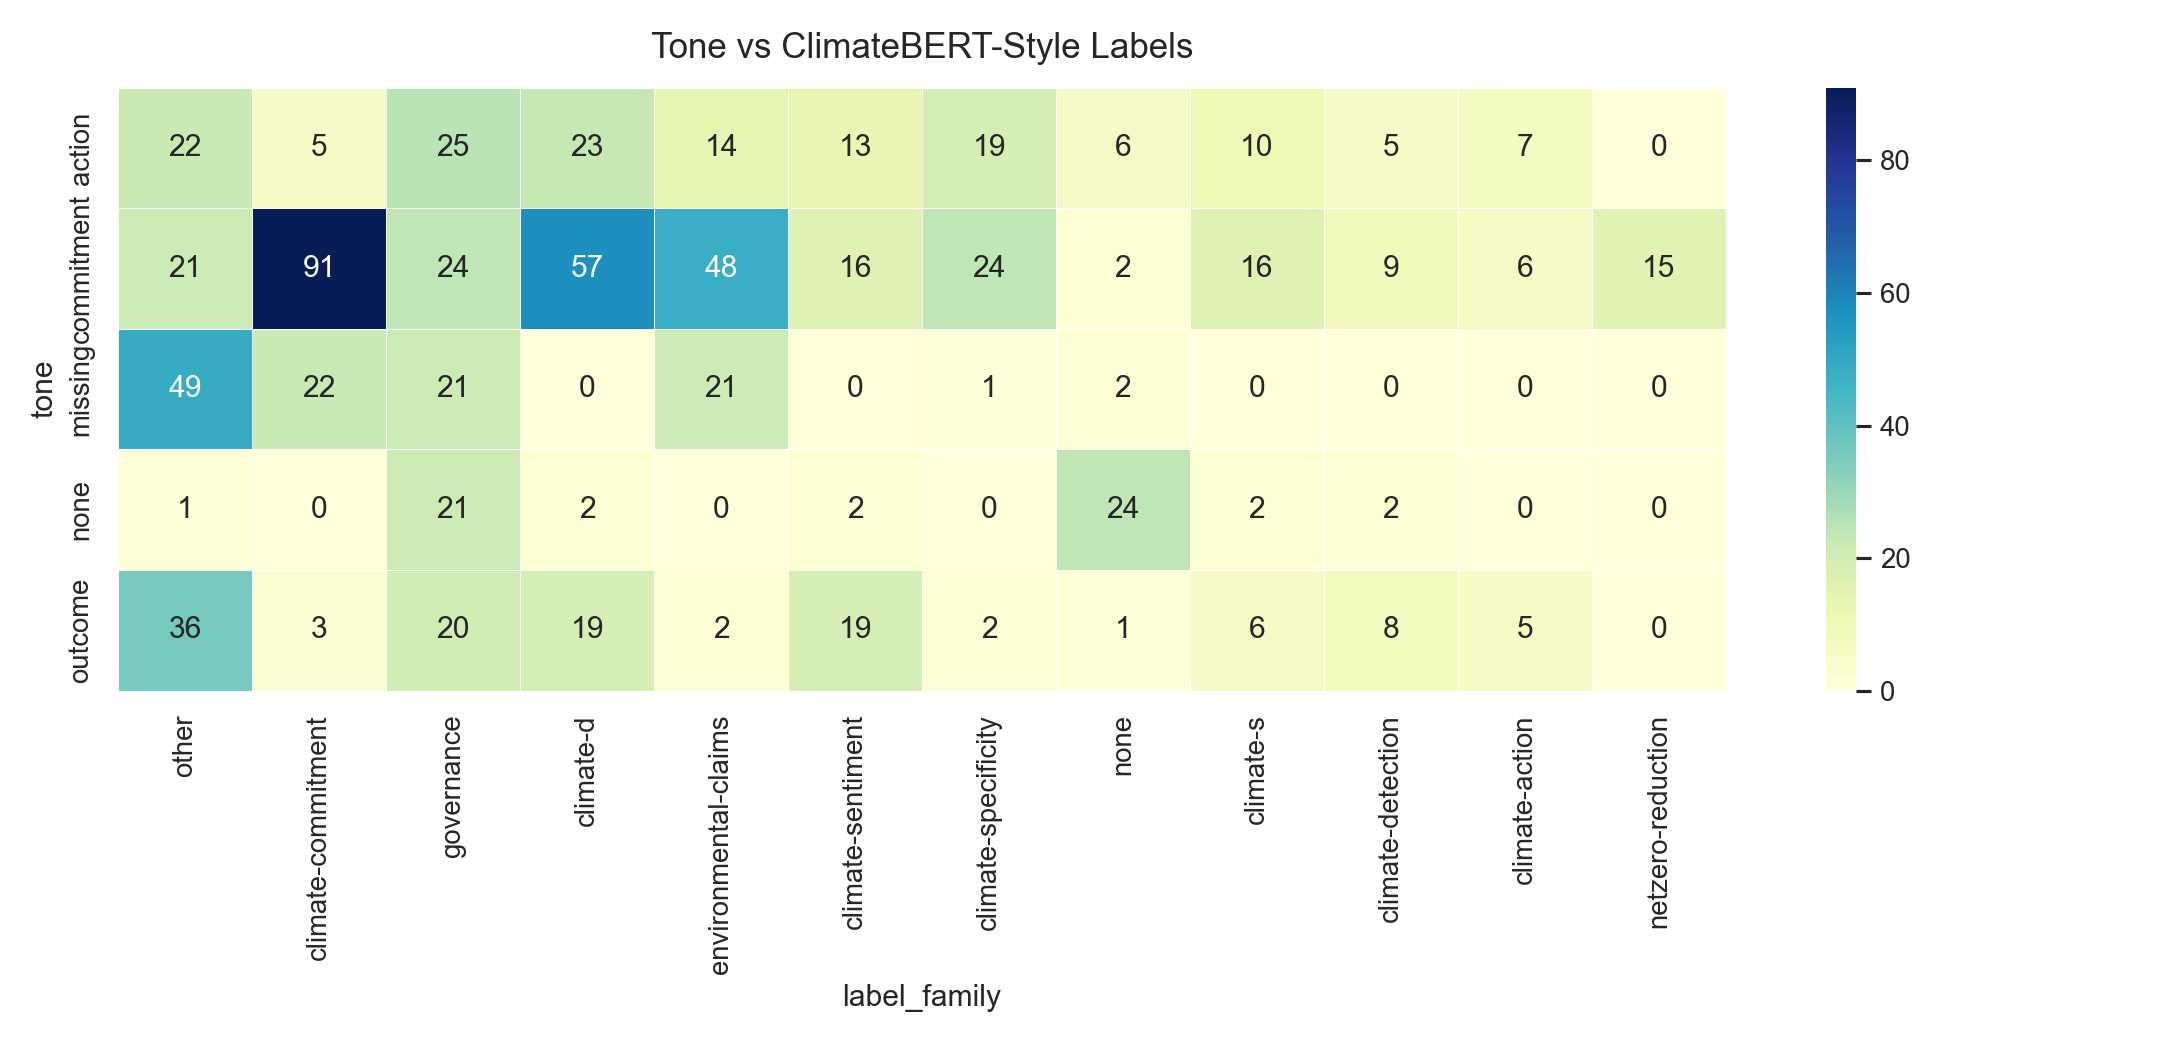 Tone vs ClimateBERT-Style Labels
tone
action 22 5 25 23 14 13 19 6 10 5 7 0
commitment 21 91 24 57 48 16 24 2 16 9 6 15
missing 49 22 21 0 21 0 1 2 0 0 0 0
none 1 0 21 2 0 2 0 24 2 2 0 0
outcome 36 3 20 19 2 19 2 1 6 8 5 0
other
climate-commitment
governance
climate-d
environmental-claims
climate-sentiment
climate-specificity
none
climate-s
climate-detection
climate-action
netzero-reduction
label_family
80
60
40
20
0